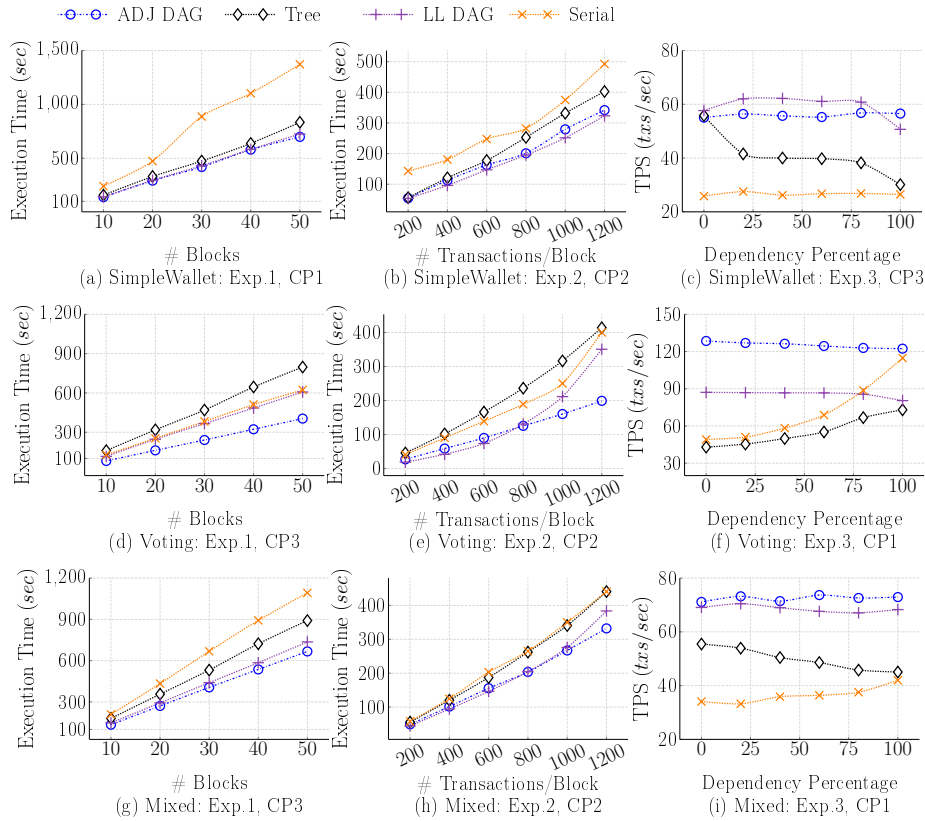 ADJ DAG Tree LL DAG Serial
1,500
1,000
500
100
10 20 30 40 50
Execution Time (sec)
# Blocks
(a) SimpleWallet: Exp.1, CP1
500
400
300
200
100
200 400 600 800 1000 1200
Execution Time (sec)
# Transactions/Block
(b) SimpleWallet: Exp.2, CP2
80
60
40
20
0 25 50 75 100
TPS (txs/sec)
Dependency Percentage
(c) SimpleWallet: Exp.3, CP3
1,200
900
600
300
100
10 20 30 40 50
Execution Time (sec)
# Blocks
(d) Voting: Exp.1, CP3
400
300
200
100
0
200 400 600 800 1000 1200
Execution Time (sec)
# Transactions/Block
(e) Voting: Exp.2, CP2
150
120
90
60
30
0 25 50 75 100
TPS (txs/sec)
Dependency Percentage
(f) Voting: Exp.3, CP1
1,200
900
600
300
100
10 20 30 40 50
Execution Time (sec)
# Blocks
(g) Mixed: Exp.1, CP3
400
300
200
100
200 400 600 800 1000 1200
Execution Time (sec)
# Transactions/Block
(h) Mixed: Exp.2, CP2
80
60
40
20
0 25 50 75 100
TPS (txs/sec)
Dependency Percentage
(i) Mixed: Exp.3, CP1